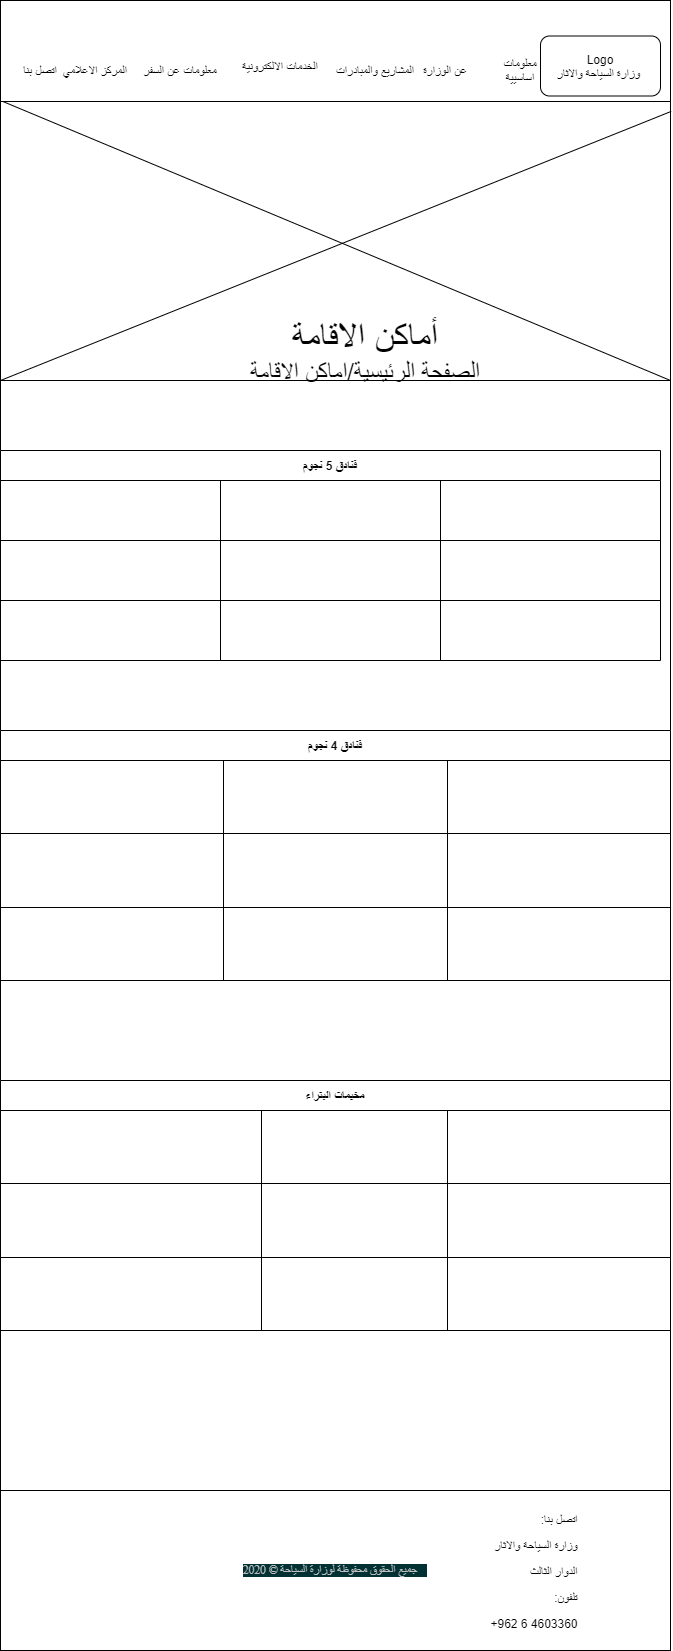 Logo
وزارة السياحة والاثار
معلومات
اساسيية
عن الوزارة
المشاريع والمبادرات
الخدمات الالكترونية
معلومات عن السفر
المركز الاعلامي
اتصل بنا
أماكن الاقامة
الصفحة الرئيسية/اماكن الاقامة
فنادق 5 نجوم
فنادق 4 نجوم
مخيمات البتراء
اتصل بنا:
وزارة السياحة والاثار
جميع الحقوق محفوظة لوزارة السياحة © 2020
الدوار الثالث
تلفون:
+962 6 4603360